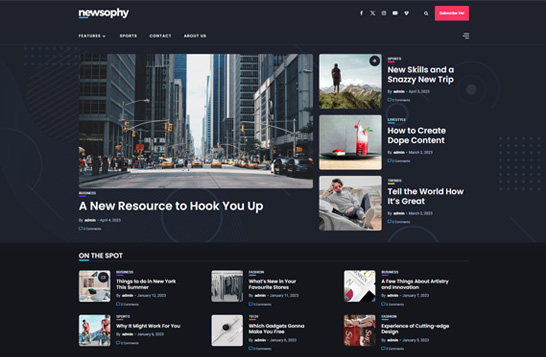 newsophy
Subscribe Us!
FEATURES SPORTS CONTACT ABOUT US
BUSINESS
A New Resource to Hook You Up
By admin - April 6, 2023
0 Comments
SPORTS
New Skills and a
Snazzy New Trip
By admin - April 5, 2023
0 Comments
LIFESTYLE
How to Create
Dope Content
By admin - March 2, 2023
0 Comments
TRENDS
Tell the World How
It's Great
By admin - March 2, 2023
0 Comments
ON THE SPOT
BUSINESS
Things to do in New York
This Summer
By admin - January 12, 2023
0 Comments
FASHION
What's New in Your
Favourite Stores
By admin - January 11, 2023
0 Comments
BUSINESS
A Few Things About Artistry
and Innovation
By admin - January 7, 2023
0 Comments
SPORTS
Why It Might Work For You
By admin - January 6, 2023
0 Comments
TECH
Which Gadgets Gonna
Make You Free
By admin - January 6, 2023
0 Comments
FASHION
Experience of Cutting-edge
Design
By admin - January 5, 2023
0 Comments